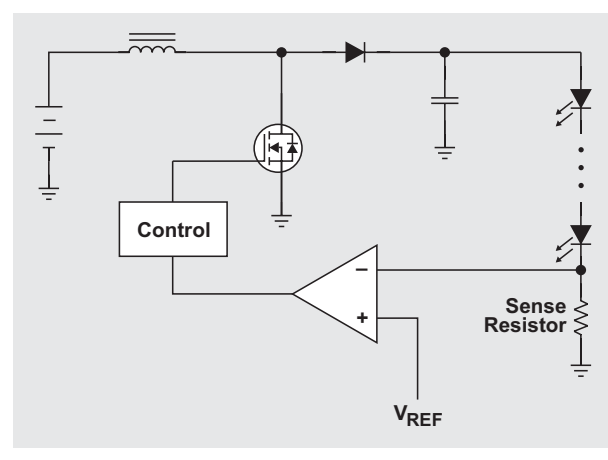 Control
−
+
Sense
Resistor
VREF